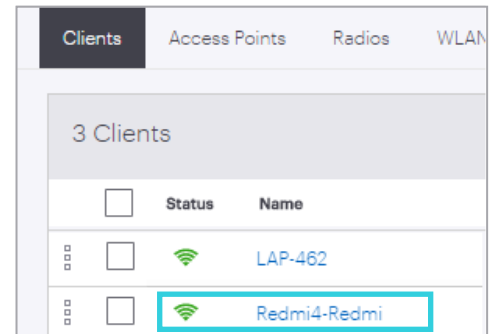 Clients Access Points Radios WLAN
3 Clients
Status Name
LAP-462
Redmi4-Redmi